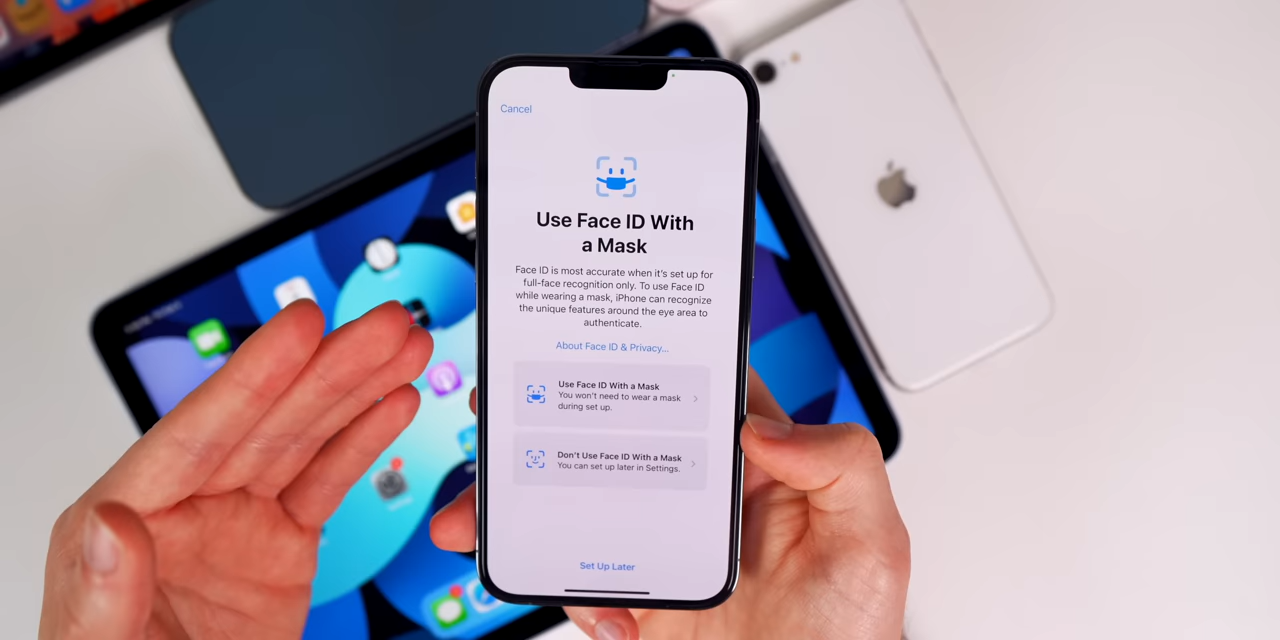 Cancel
Use Face ID With
a Mask
Face ID is most accurate when it's set up for
full-face recognition only. To use Face ID
while wearing a mask, iPhone can recognize
the unique features around the eye area to
authenticate.
About Face ID & Privacy...
Use Face ID With a Mask
You won't need to wear a mask
during set up.
Don't Use Face ID With a Mask
You can set up later in Settings.
Set Up Later